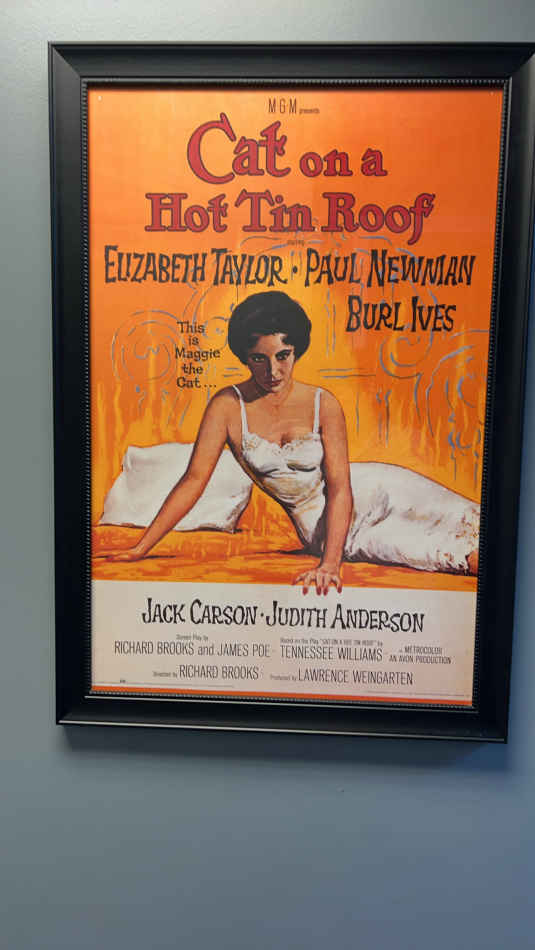 M·G·M presents
Cat on a
Hot Tin Roof
starring
ELIZABETH TAYLOR · PAUL NEWMAN
BURL IVES
This
is
Maggie
the
Cat...
JACK CARSON · JUDITH ANDERSON
Screen Play by
RICHARD BROOKS and JAMES POE ·
Based on the Play "CAT ON A HOT TIN ROOF" by
TENNESSEE WILLIAMS ·
in METROCOLOR
AN AVON PRODUCTION
Directed by RICHARD BROOKS · Produced by LAWRENCE WEINGARTEN